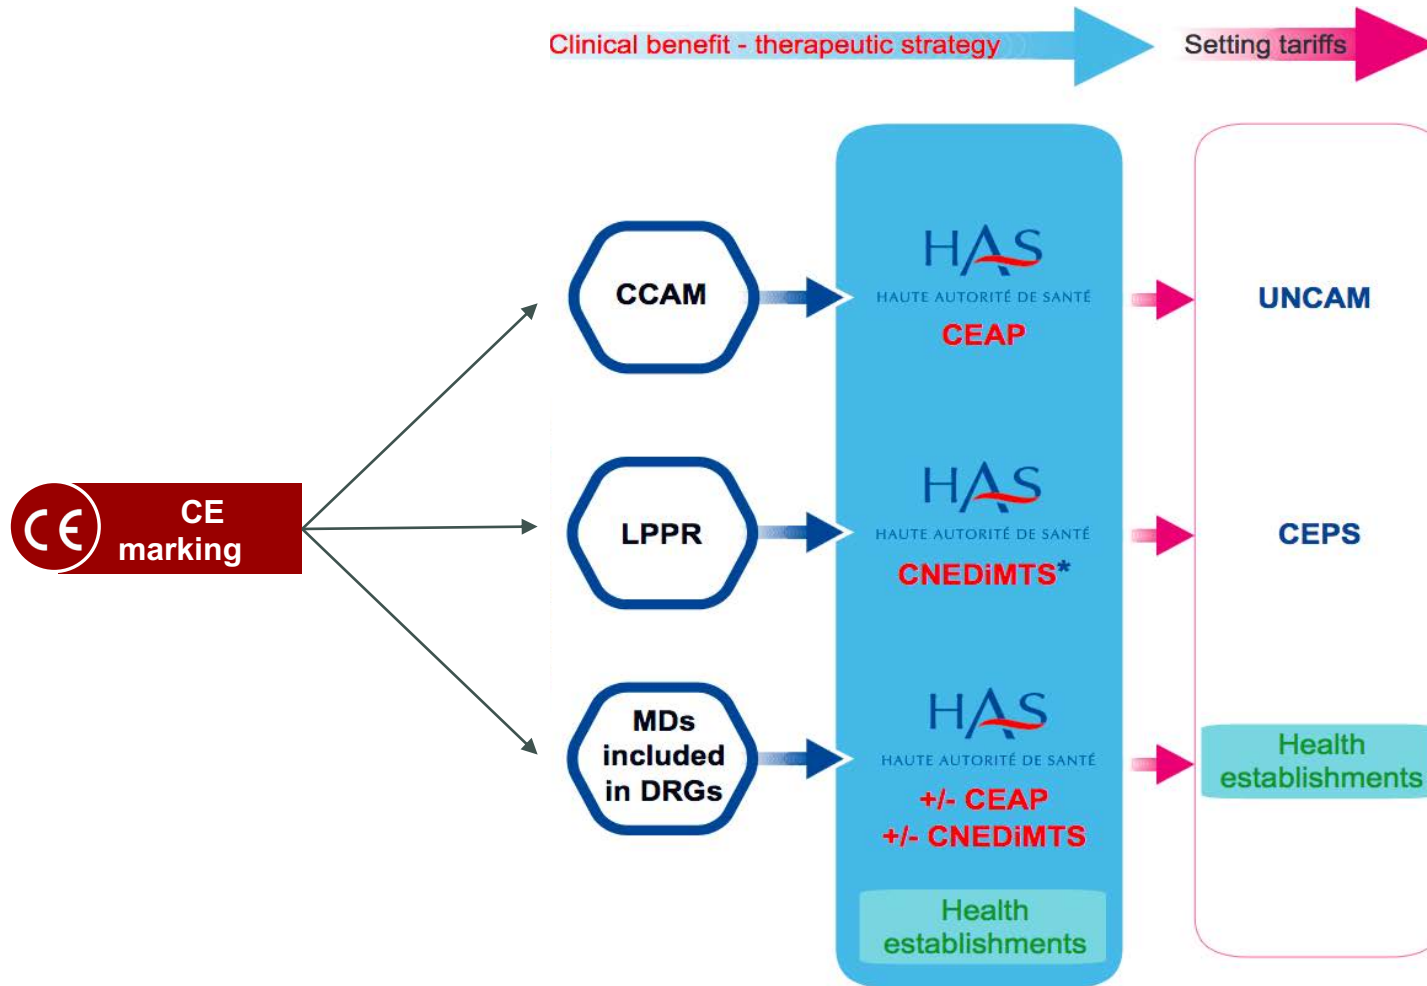 Clinical benefit - therapeutic strategy
Setting tariffs
CE
CE
marking
CCAM
HAS
HAUTE AUTORITÉ DE SANTÉ
CEAP
UNCAM
LPPR
HAS
HAUTE AUTORITÉ DE SANTÉ
CNEDiMTS*
CEPS
MDs
included
in DRGs
HAS
HAUTE AUTORITÉ DE SANTÉ
+/- CEAP
+/- CNEDiMTS
Health
establishments
Health
establishments